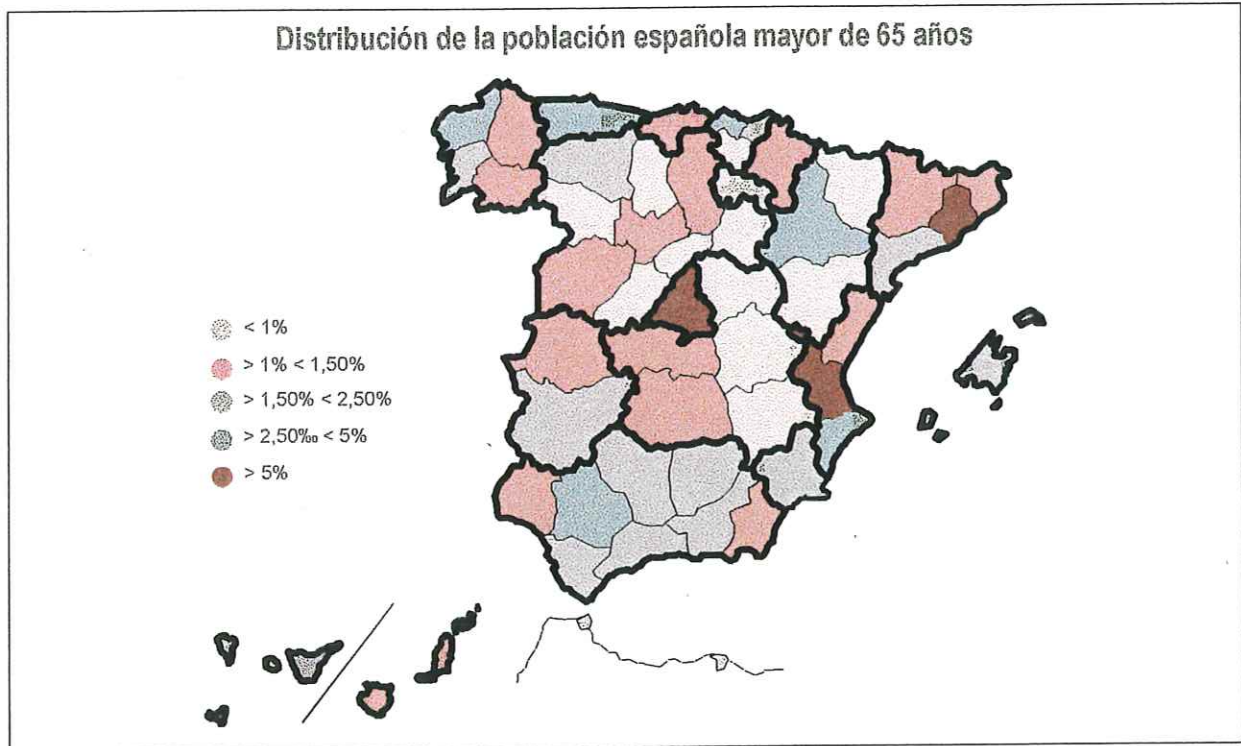 Distribución de la población española mayor de 65 años
< 1%
> 1% < 1,50%
> 1,50% < 2,50%
> 2,50‰ < 5%
> 5%